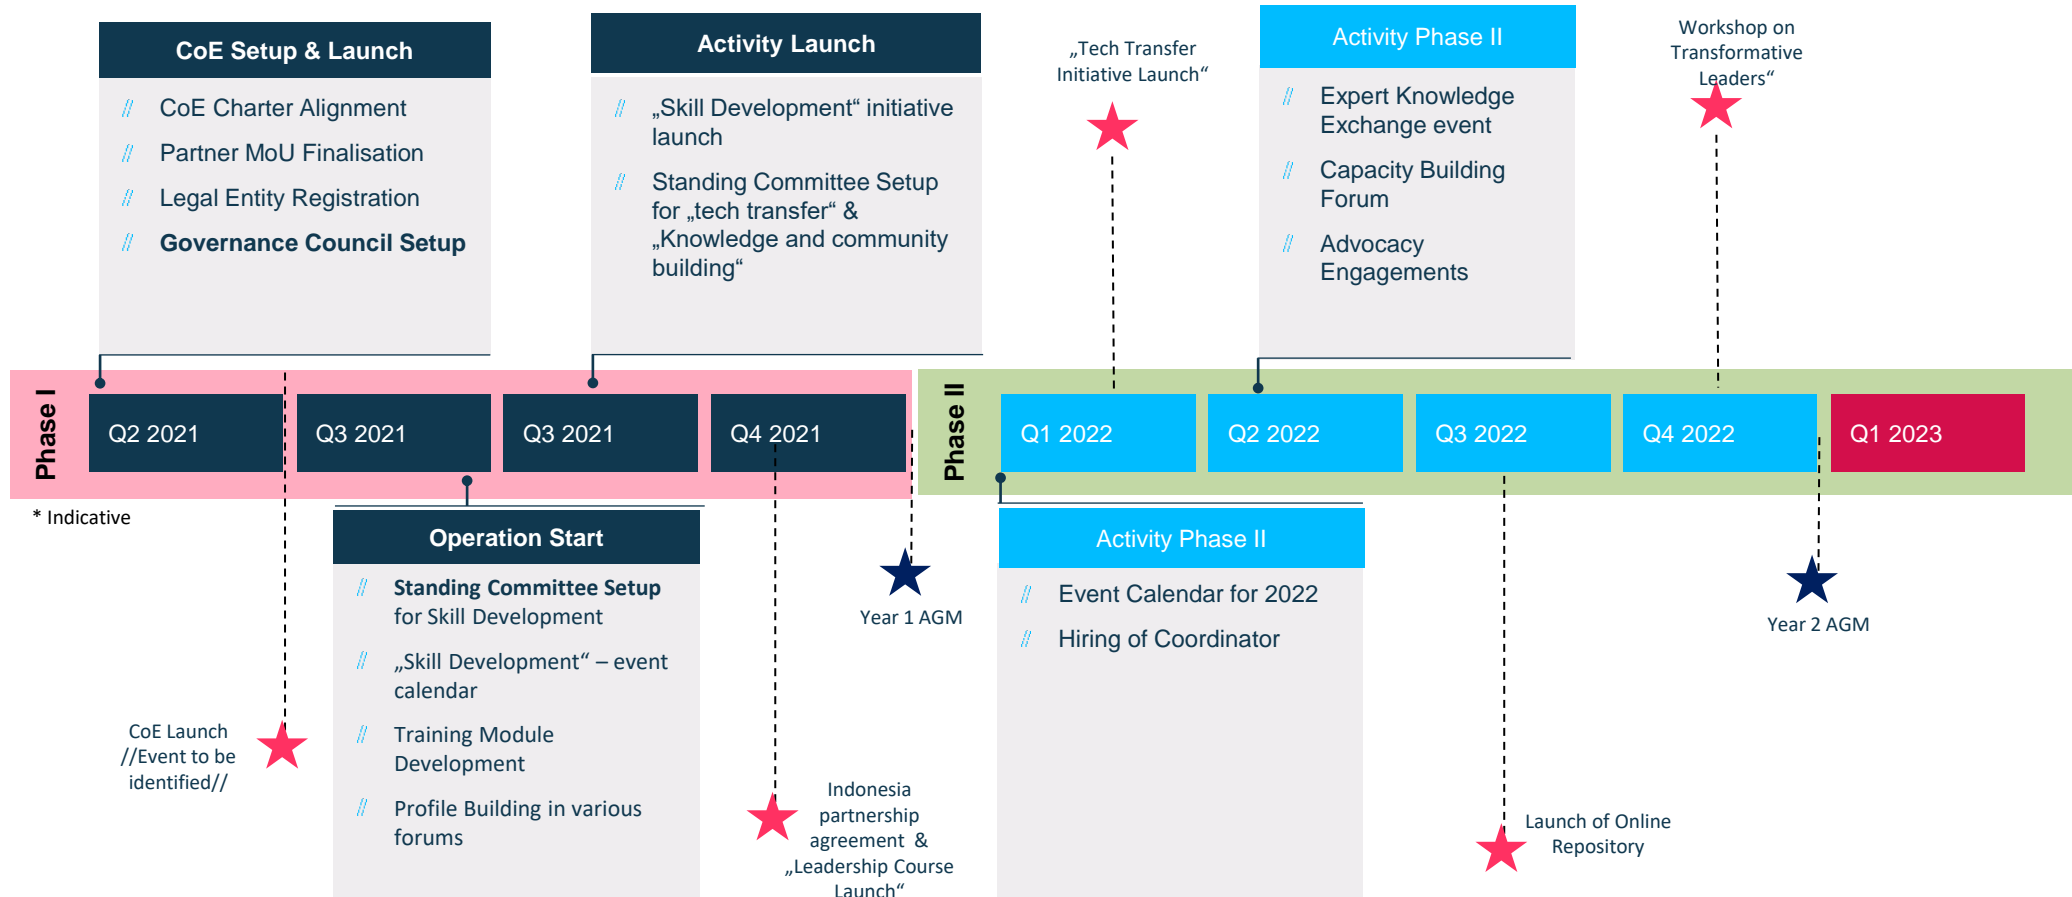 CoE Setup & Launch
CoE Charter Alignment
Partner MoU Finalisation
Legal Entity Registration
Governance Council Setup
Activity Launch
„Skill Development“ initiative
launch
Standing Committee Setup
for „tech transfer“ &
„Knowledge and community
building“
„Tech Transfer
Initiative Launch“
Activity Phase II
Expert Knowledge
Exchange event
Capacity Building
Forum
Advocacy
Engagements
Workshop on
Transformative
Leaders“
Phase I
Q2 2021
Q3 2021
Q3 2021
Q4 2021
Phase II
Q1 2022
Q2 2022
Q3 2022
Q4 2022
Q1 2023
* Indicative
CoE Launch
//Event to be
identified//
Operation Start
Standing Committee Setup
for Skill Development
„Skill Development“ – event
calendar
Training Module
Development
Profile Building in various
forums
Indonesia
partnership
agreement &
„Leadership Course
Launch“
Year 1 AGM
Activity Phase II
Event Calendar for 2022
Hiring of Coordinator
Launch of Online
Repository
Year 2 AGM